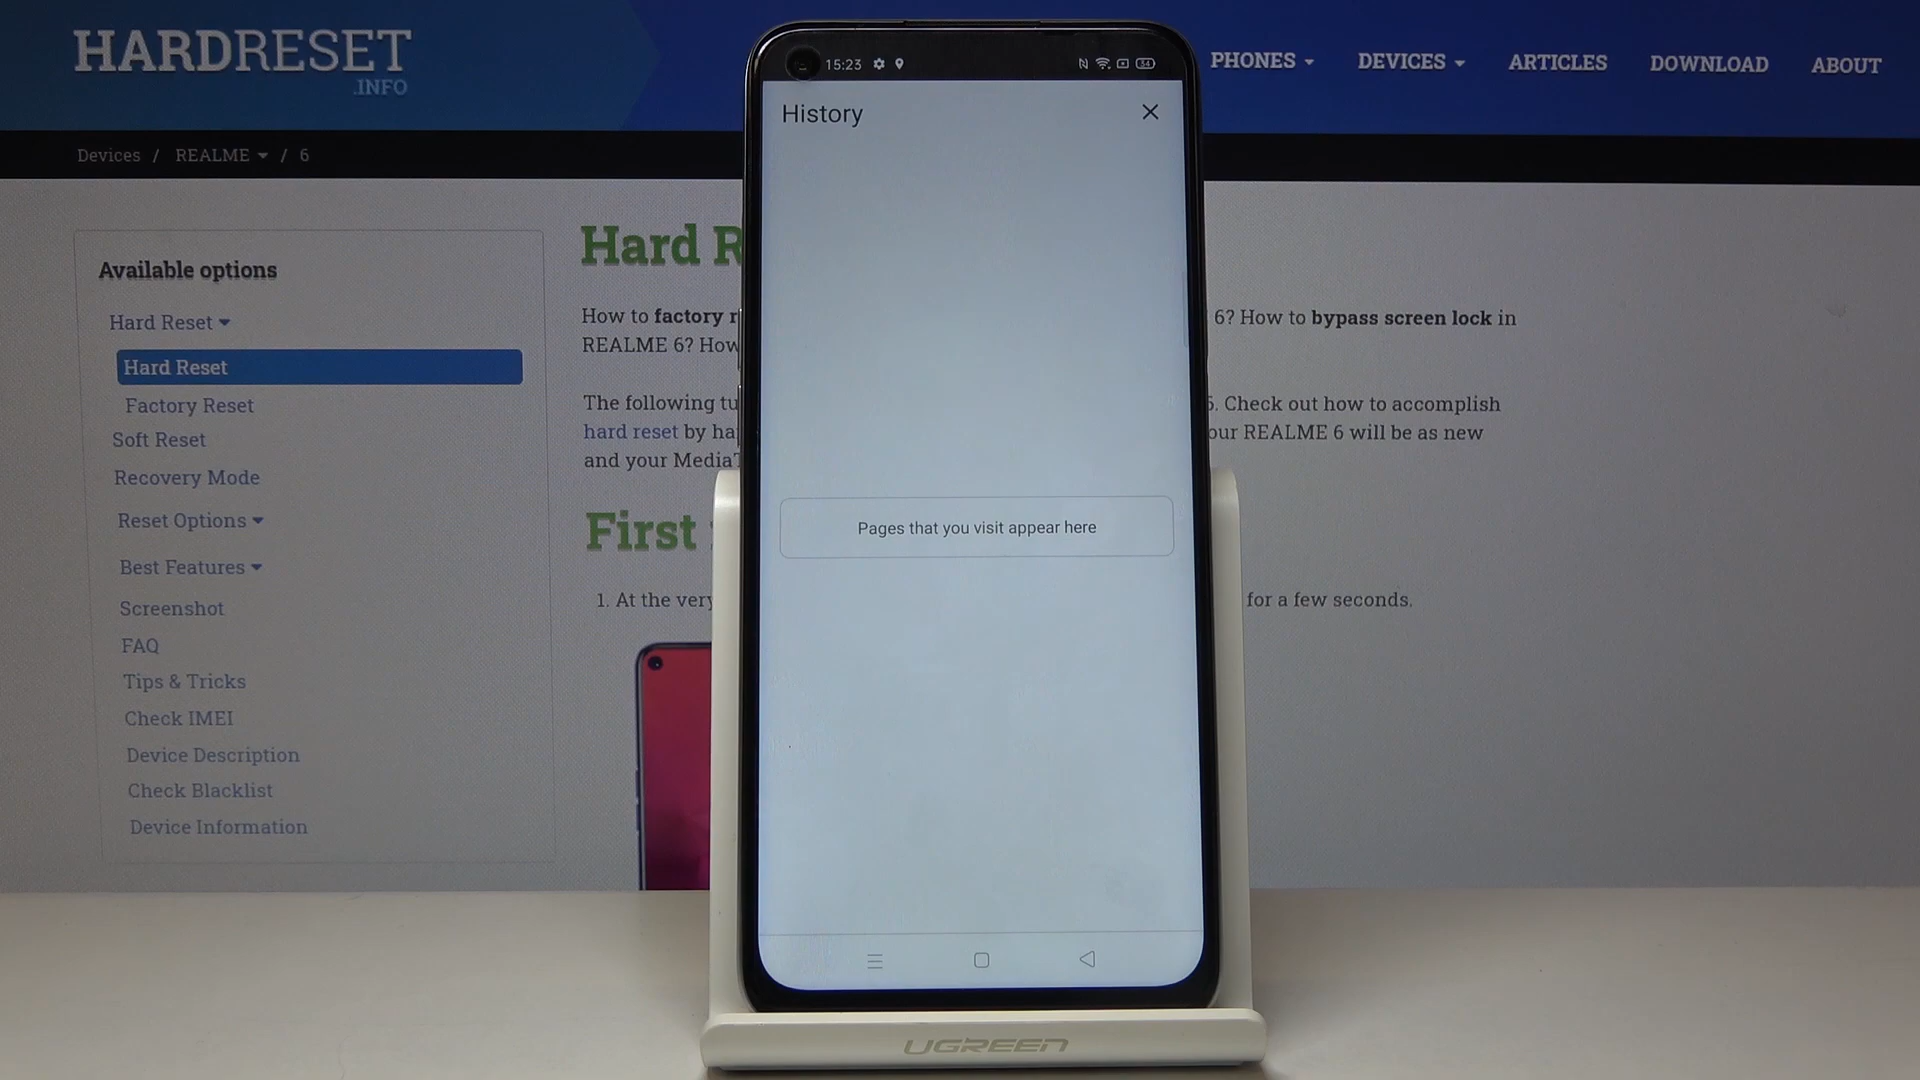 HARDRESET
.INFO
PHONES
DEVICES
ARTICLES
DOWNLOAD
ABOUT
Devices / REALME / 6
Available options
Hard Reset
Hard Reset
Factory Reset
Soft Reset
Recovery Mode
Reset Options
Best Features
Screenshot
FAQ
Tips & Tricks
Check IMEI
Device Description
Check Blacklist
Device Information
Hard R
How to factory r
6? How to bypass screen lock in
REALME 6? How
The following tu
6. Check out how to accomplish
hard reset by ha
our REALME 6 will be as new
and your Media
First
1. At the very
for a few seconds.
15:23
34
History
Pages that you visit appear here
UGREEN